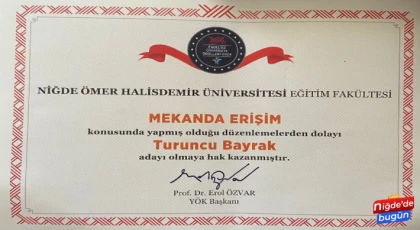 NİĞDE ÖMER HALİSDEMİR ÜNİVERSİTESİ EĞİTİM FAKÜLTESİ
MEKANDA ERİŞİM
konusunda yapmış olduğu düzenlemelerden dolayı
Turuncu Bayrak
adayı olmaya hak kazanmıştır.
Prof. Dr. Erol ÖZVAR
YÖK Başkanı
Niğde'de
bugün